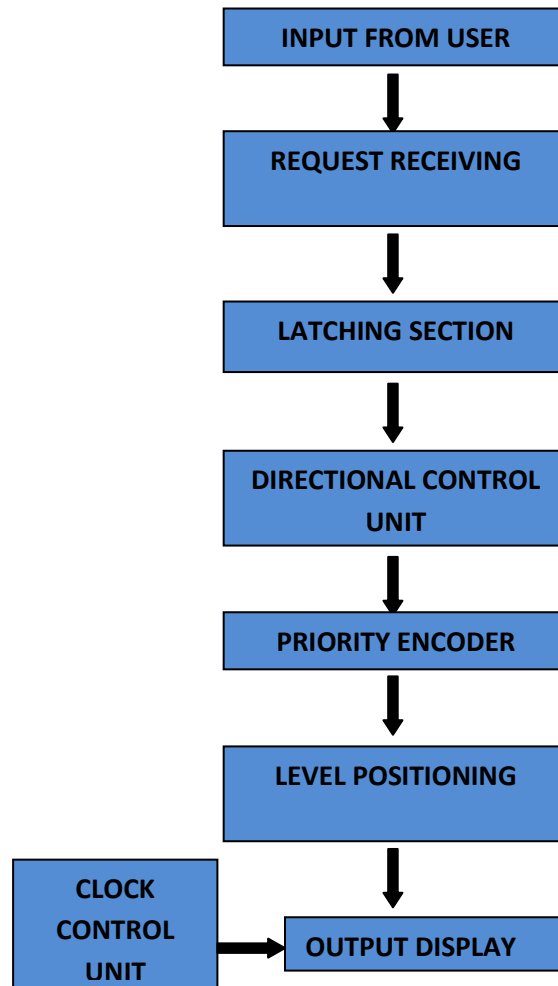 INPUT FROM USER
REQUEST RECEIVING
LATCHING SECTION
DIRECTIONAL CONTROL
UNIT
PRIORITY ENCODER
LEVEL POSITIONING
CLOCK
CONTROL
UNIT
OUTPUT DISPLAY